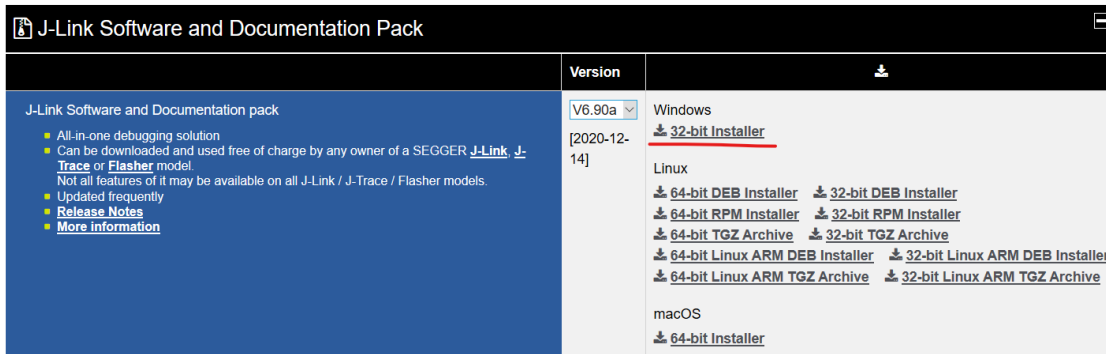 J-Link Software and Documentation Pack
Version
J-Link Software and Documentation pack
All-in-one debugging solution
Can be downloaded and used free of charge by any owner of a SEGGER J-Link, J-
Trace or Flasher model.
Not all features of it may be available on all J-Link / J-Trace / Flasher models.
Updated frequently
Release Notes
More information
V6.90a
[2020-12-
14]
Windows
32-bit Installer
Linux
64-bit DEB Installer 32-bit DEB Installer
64-bit RPM Installer 32-bit RPM Installer
64-bit TGZ Archive 32-bit TGZ Archive
64-bit Linux ARM DEB Installer 32-bit Linux ARM DEB Installer
64-bit Linux ARM TGZ Archive 32-bit Linux ARM TGZ Archive
macOS
64-bit Installer